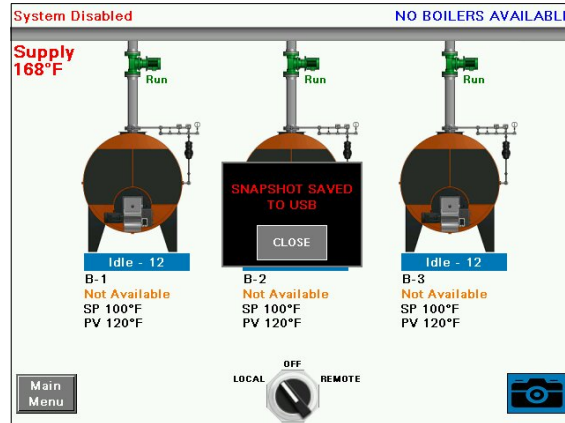 System Disabled
NO BOILERS AVAILABLE
Supply
168°F
Run
Run
Run
SNAPSHOT SAVED
TO USB
CLOSE
Idle - 12
Idle - 12
B-1
Not Available
SP 100°F
PV 120°F
B-2
Not Available
SP 100°F
PV 120°F
B-3
Not Available
SP 100°F
PV 120°F
OFF
LOCAL
REMOTE
Main
Menu